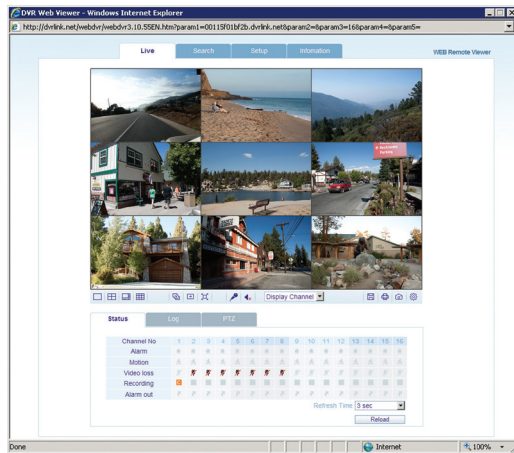 DVR Web Viewer - Windows Internet Explorer
http://dvrlink.net/webdvr/webdvr3.10.55EN.htm?param1=00115F01bf2b.dvrlink.net&param2=&param3=16&param4=&param5=
Live Search Setup Infomation WEB Remote Viewer
Display Channel
Status Log PTZ
Channel No 1 2 3 4 5 6 7 8 9 10 11 12 13 14 15 16
Alarm
Motion
Video loss
Recording
Alarm out
Refresh Time 3 sec
Reload
Done Internet 100%